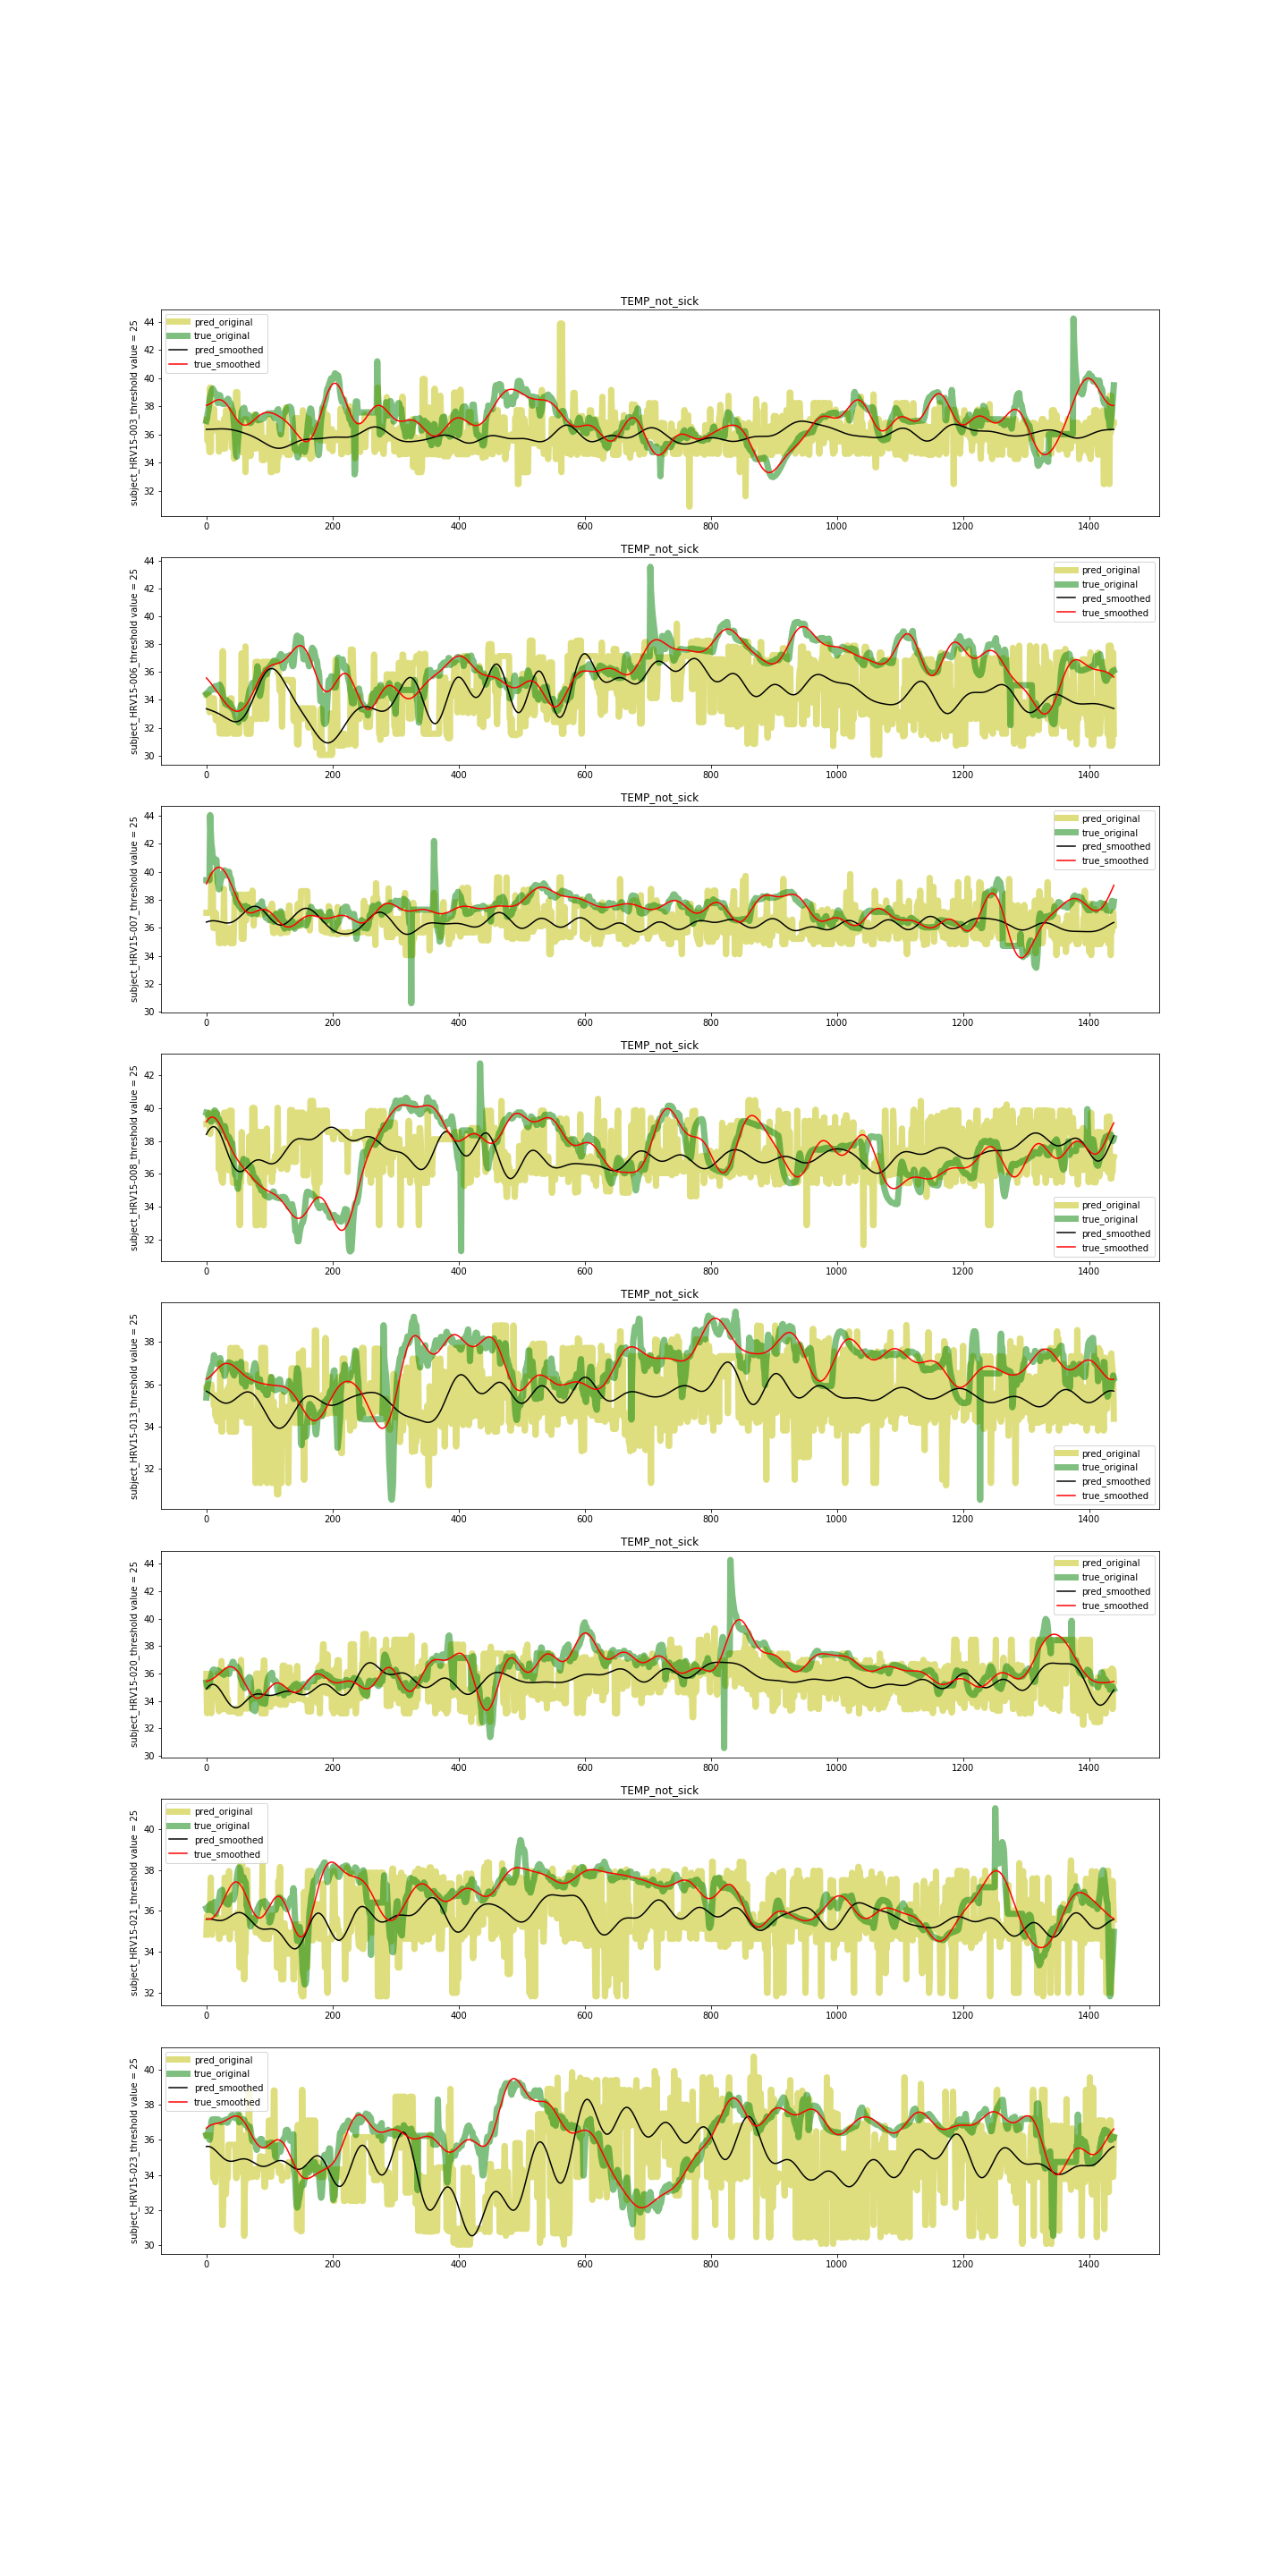 TEMP_not_sick
subject_HRV15-003_threshold value = 25
44
42
40
38
36
34
32
pred_original
true_original
pred_smoothed
true_smoothed
0 200 400 600 800 1000 1200 1400
TEMP_not_sick
subject_HRV15-006_threshold value = 25
44
42
40
38
36
34
32
30
pred_original
true_original
pred_smoothed
true_smoothed
0 200 400 600 800 1000 1200 1400
TEMP_not_sick
subject_HRV15-007_threshold value = 25
44
42
40
38
36
34
32
30
pred_original
true_original
pred_smoothed
true_smoothed
0 200 400 600 800 1000 1200 1400
TEMP_not_sick
subject_HRV15-008_threshold value = 25
42
40
38
36
34
32
pred_original
true_original
pred_smoothed
true_smoothed
0 200 400 600 800 1000 1200 1400
TEMP_not_sick
subject_HRV15-013_threshold value = 25
38
36
34
32
pred_original
true_original
pred_smoothed
true_smoothed
0 200 400 600 800 1000 1200 1400
TEMP_not_sick
subject_HRV15-020_threshold value = 25
44
42
40
38
36
34
32
30
pred_original
true_original
pred_smoothed
true_smoothed
0 200 400 600 800 1000 1200 1400
TEMP_not_sick
subject_HRV15-021_threshold value = 25
40
38
36
34
32
pred_original
true_original
pred_smoothed
true_smoothed
0 200 400 600 800 1000 1200 1400
subject_HRV15-023_threshold value = 25
40
38
36
34
32
30
pred_original
true_original
pred_smoothed
true_smoothed
0 200 400 600 800 1000 1200 1400